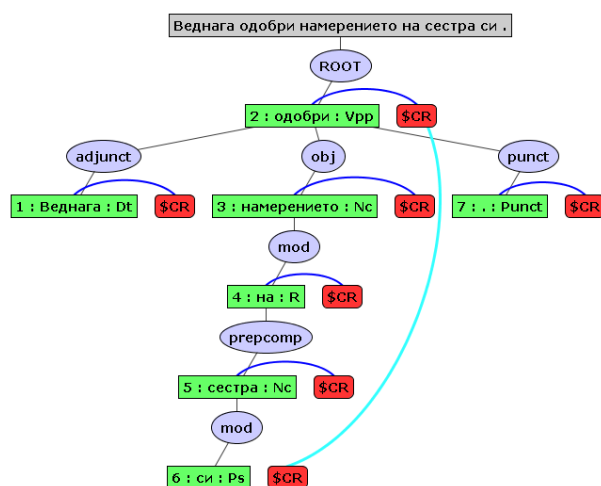 Веднага одобри намерението на сестра си .
ROOT
2 : одобри : Vpp $CR
adjunct obj punct
1 : Веднага : Dt $CR 3 : намерението : Nc $CR 7 : . : Punct $CR
mod
4 : на : R $CR
prepcomp
5 : сестра : Nc $CR
mod
6 : си : Ps $CR